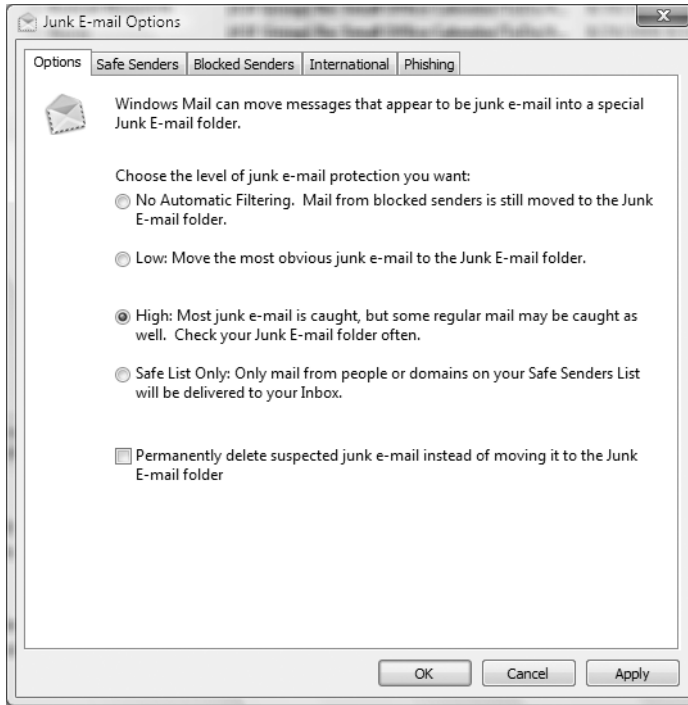 Junk E-mail Options
Options
Safe Senders
Blocked Senders
International
Phishing
Windows Mail can move messages that appear to be junk e-mail into a special
Junk E-mail folder.
Choose the level of junk e-mail protection you want:
No Automatic Filtering.  Mail from blocked senders is still moved to the Junk
E-mail folder.
Low: Move the most obvious junk e-mail to the Junk E-mail folder.
High: Most junk e-mail is caught, but some regular mail may be caught as
well.  Check your Junk E-mail folder often.
Safe List Only: Only mail from people or domains on your Safe Senders List
will be delivered to your Inbox.
Permanently delete suspected junk e-mail instead of moving it to the Junk
E-mail folder
OK
Cancel
Apply